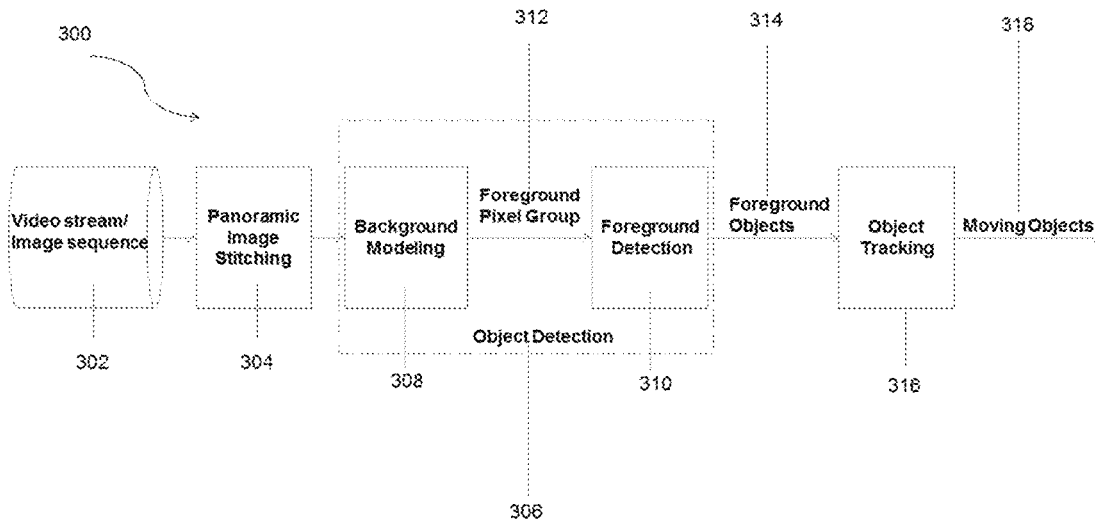 300
312
314
318
Video stream/
Image sequence
Panoramic
Image
Stitching
Background
Modeling
Foreground
Pixel Group
Foreground
Detection
Foreground
Objects
Object
Tracking
Moving Objects
Object Detection
302
304
308
310
316
306